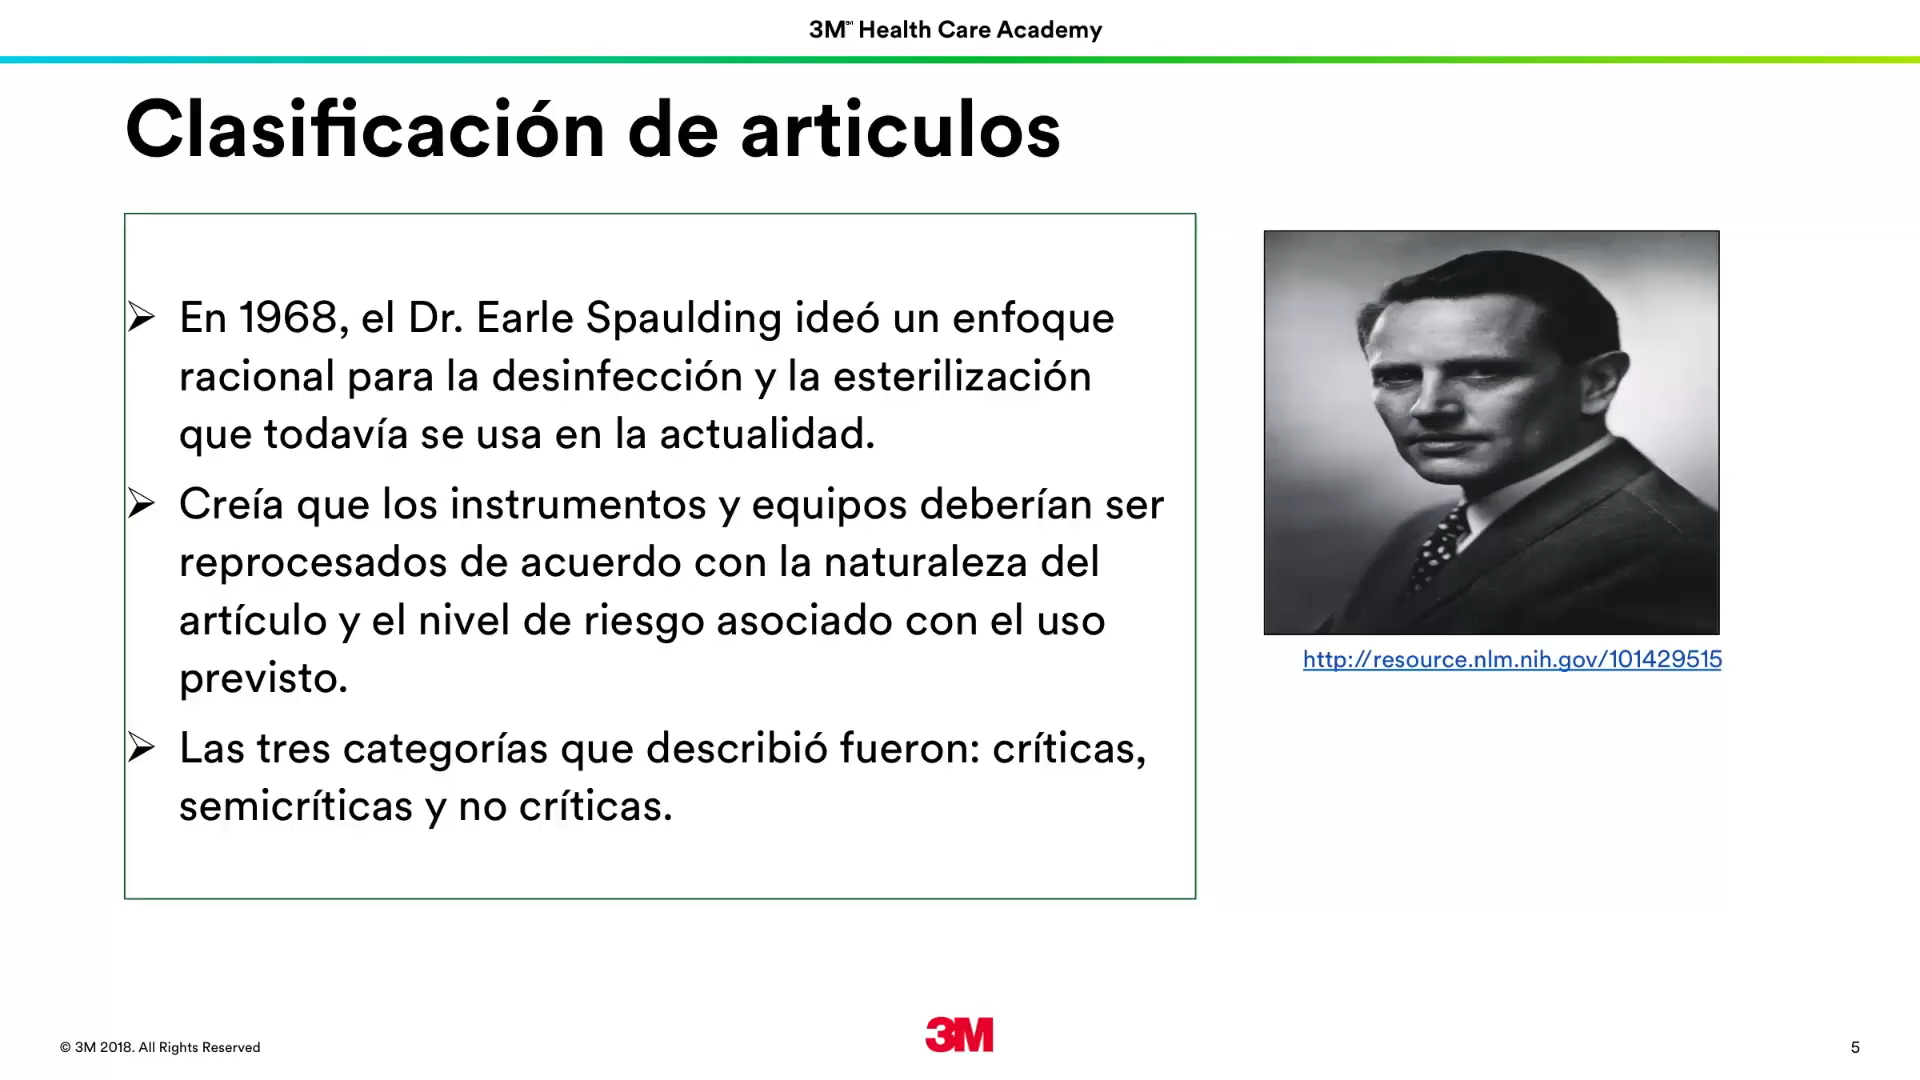 3M℠ Health Care Academy
Clasificación de articulos
➢ En 1968, el Dr. Earle Spaulding ideó un enfoque
racional para la desinfección y la esterilización
que todavía se usa en la actualidad.
➢ Creía que los instrumentos y equipos deberían ser
reprocesados de acuerdo con la naturaleza del
artículo y el nivel de riesgo asociado con el uso
previsto.
➢ Las tres categorías que describió fueron: críticas,
semicríticas y no críticas.
http://resource.nlm.nih.gov/101429515
© 3M 2018. All Rights Reserved
3M
5